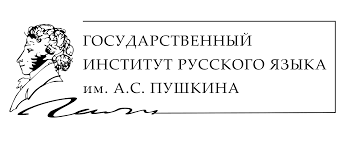 ГОСУДАРСТВЕННЫЙ
ИНСТИТУТ РУССКОГО ЯЗЫКА
им. А.С. ПУШКИНА